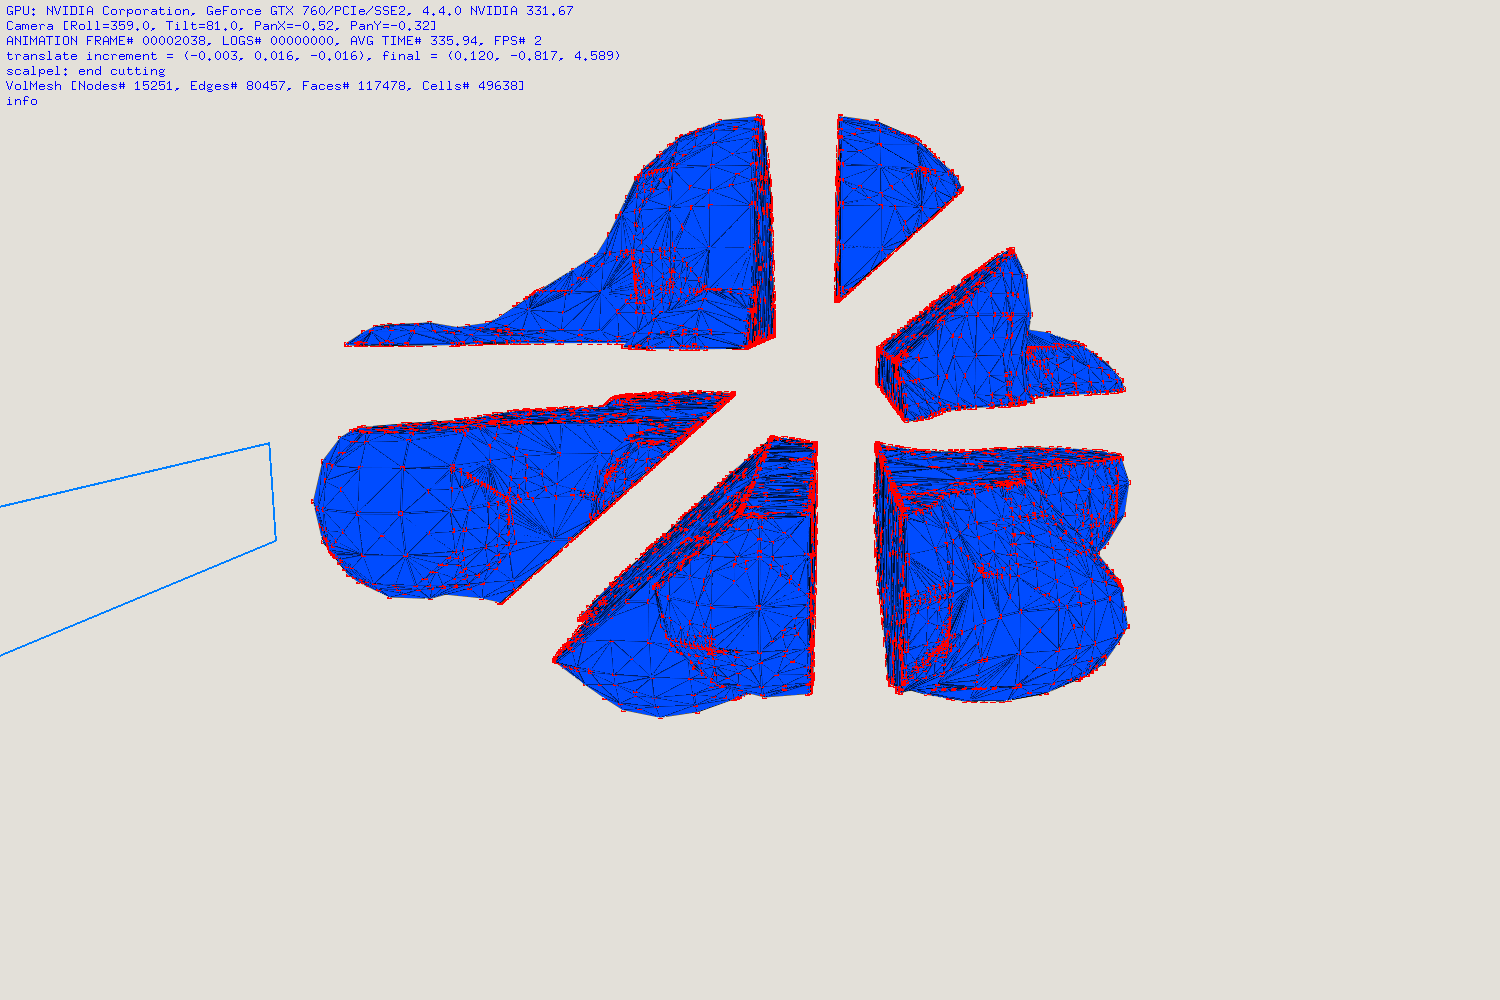 GPU: NVIDIA Corporation, GeForce GTX 760/PCIe/SSE2, 4.4.0 NVIDIA 331.67
Camera [Roll=359.0, Tilt=81.0, PanX=-0.52, PanY=-0.32]
ANIMATION FRAME# 00002038, LOGS# 00000000, AVG TIME# 335.94, FPS# 2
translate increment = (-0.003, 0.016, -0.016), final = (0.120, -0.817, 4.589)
scalpel: end cutting
VolMesh [Nodes# 15251, Edges# 80457, Faces# 117478, Cells# 49638]
info